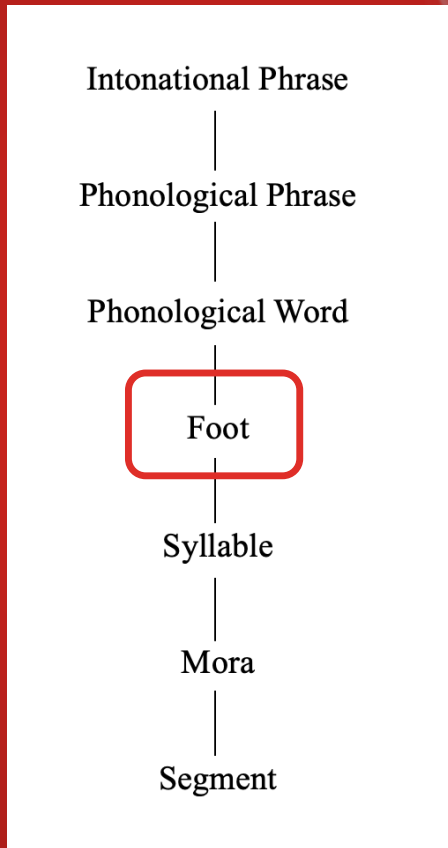 Intonational Phrase
Phonological Phrase
Phonological Word
Foot
Syllable
Mora
Segment